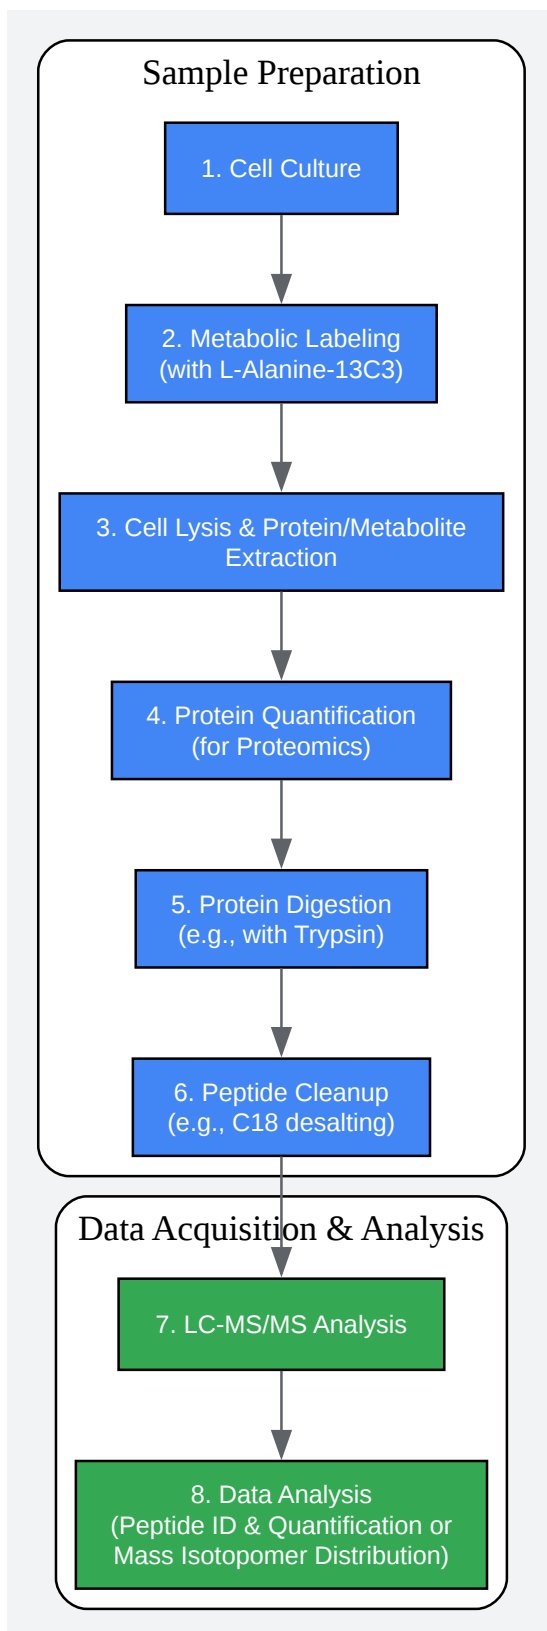 Sample Preparation
1. Cell Culture
2. Metabolic Labeling
(with L-Alanine-13C3)
3. Cell Lysis & Protein/Metabolite
Extraction
4. Protein Quantification
(for Proteomics)
5. Protein Digestion
(e.g., with Trypsin)
6. Peptide Cleanup
(e.g., C18 desalting)
Data Acquisition & Analysis
7. LC-MS/MS Analysis
8. Data Analysis
(Peptide ID & Quantification or
Mass Isotopomer Distribution)